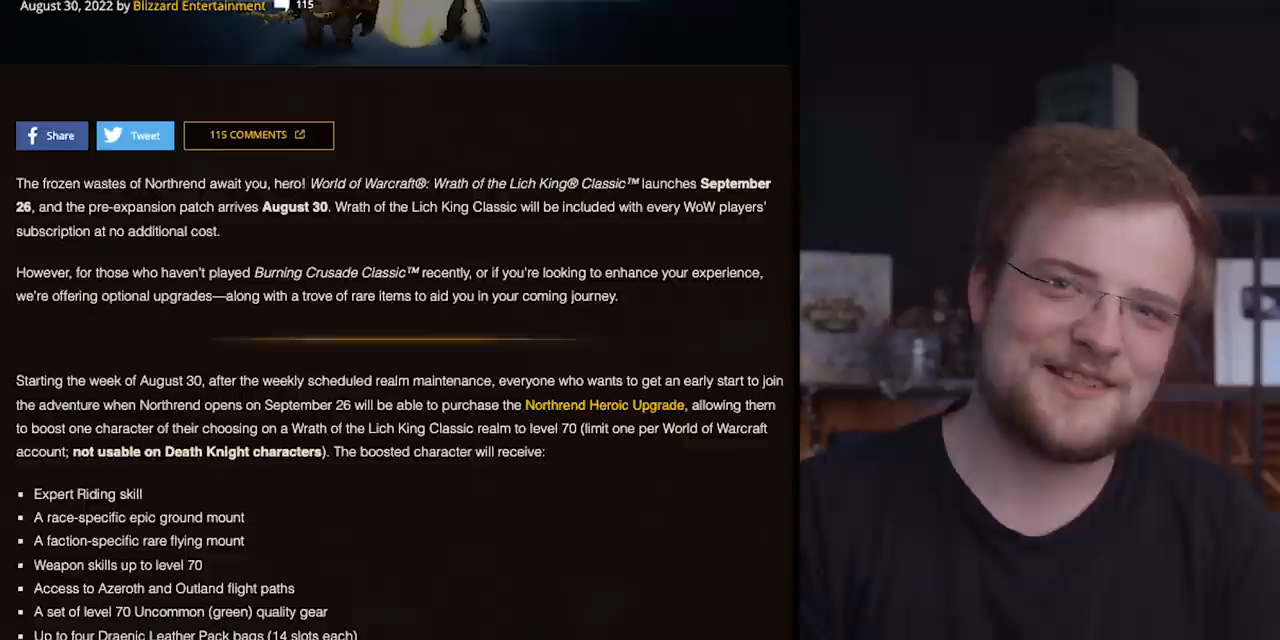 August 30, 2022 by Blizzard Entertainment 115
Share Tweet 115 COMMENTS
The frozen wastes of Northrend await you, hero! World of Warcraft®: Wrath of the Lich King® Classic™ launches September
26, and the pre-expansion patch arrives August 30. Wrath of the Lich King Classic will be included with every WoW players'
subscription at no additional cost.
However, for those who haven't played Burning Crusade Classic™ recently, or if you're looking to enhance your experience,
we're offering optional upgrades—along with a trove of rare items to aid you in your coming journey.
Starting the week of August 30, after the weekly scheduled realm maintenance, everyone who wants to get an early start to join
the adventure when Northrend opens on September 26 will be able to purchase the Northrend Heroic Upgrade, allowing them
to boost one character of their choosing on a Wrath of the Lich King Classic realm to level 70 (limit one per World of Warcraft
account; not usable on Death Knight characters). The boosted character will receive:
▪ Expert Riding skill
▪ A race-specific epic ground mount
▪ A faction-specific rare flying mount
▪ Weapon skills up to level 70
▪ Access to Azeroth and Outland flight paths
▪ A set of level 70 Uncommon (green) quality gear
▪ Up to four Draenic Leather Pack bags (14 slots each)